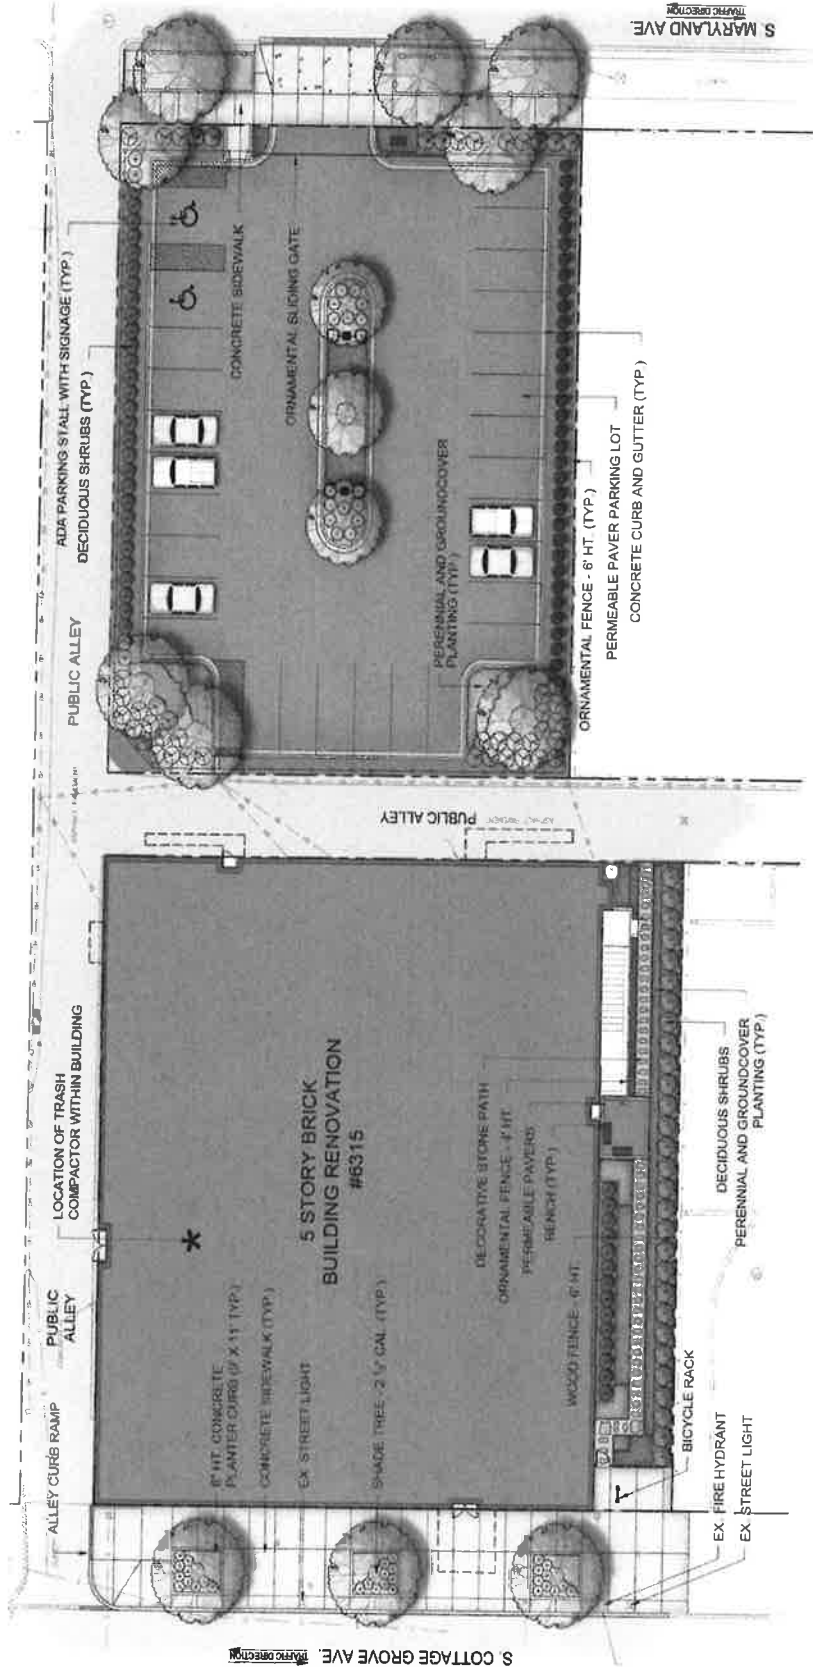 S. MARYLAND AVE.
TRAFFIC DIRECTION
ADA PARKING STALL WITH SIGNAGE (TYP.)
DECIDUOUS SHRUBS (TYP.)
PUBLIC ALLEY
CONCRETE SIDEWALK
ORNAMENTAL SLIDING GATE
PERENNIAL AND GROUNDCOVER
PLANTING (TYP.)
ORNAMENTAL FENCE - 6' HT. (TYP.)
PERMEABLE PAVER PARKING LOT
CONCRETE CURB AND GUTTER (TYP.)
PUBLIC ALLEY
LOCATION OF TRASH
COMPACTOR WITHIN BUILDING
PUBLIC
ALLEY
ALLEY CURB RAMP
5 STORY BRICK
BUILDING RENOVATION
#6315
6" HT. CONCRETE
PLANTER CURB (5' X 11' TYP.)
CONCRETE SIDEWALK (TYP.)
EX. STREET LIGHT
SHADE TREE - 2 ½" CAL. (TYP.)
DECORATIVE STONE PATH
ORNAMENTAL FENCE - 4' HT.
PERMEABLE PAVERS
BENCH (TYP.)
WOOD FENCE - 6' HT.
DECIDUOUS SHRUBS
PERENNIAL AND GROUNDCOVER
PLANTING (TYP.)
BICYCLE RACK
EX. FIRE HYDRANT
EX. STREET LIGHT
S. COTTAGE GROVE AVE.
TRAFFIC DIRECTION